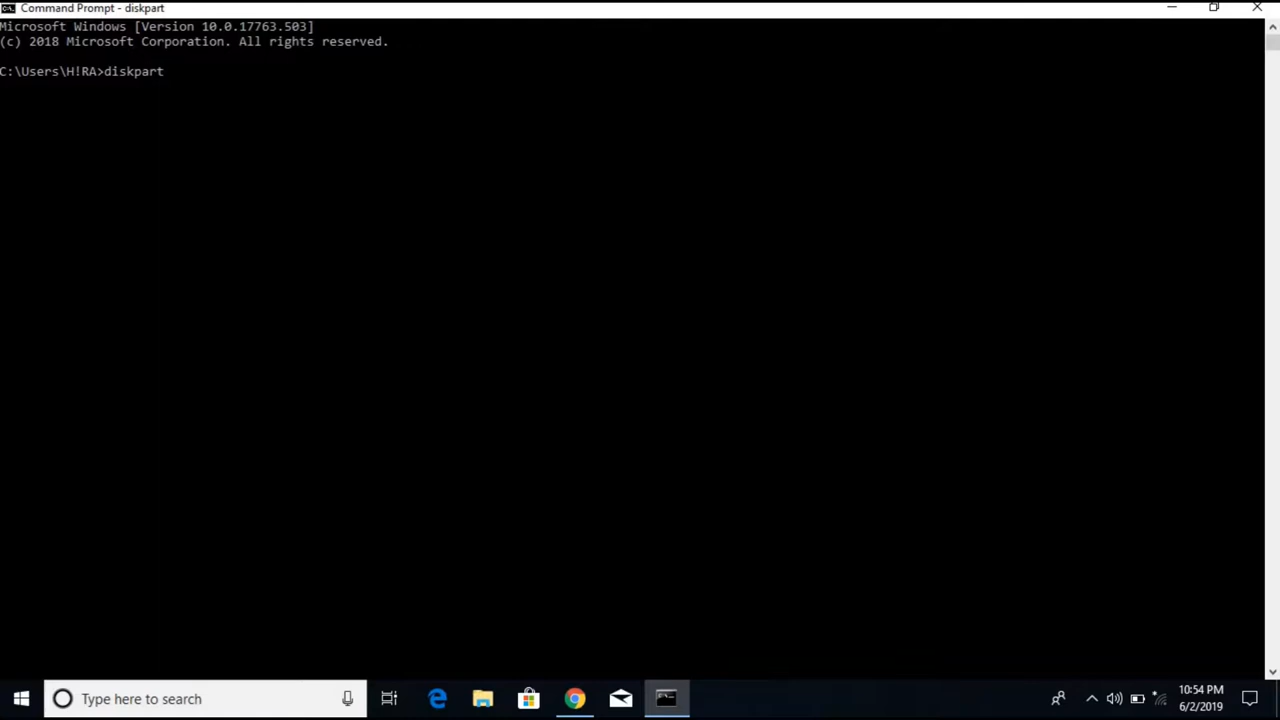 Command Prompt - diskpart
Microsoft Windows [Version 10.0.17763.503]
(c) 2018 Microsoft Corporation. All rights reserved.
C:\Users\H!RA>diskpart
Type here to search
10:54 PM
6/2/2019